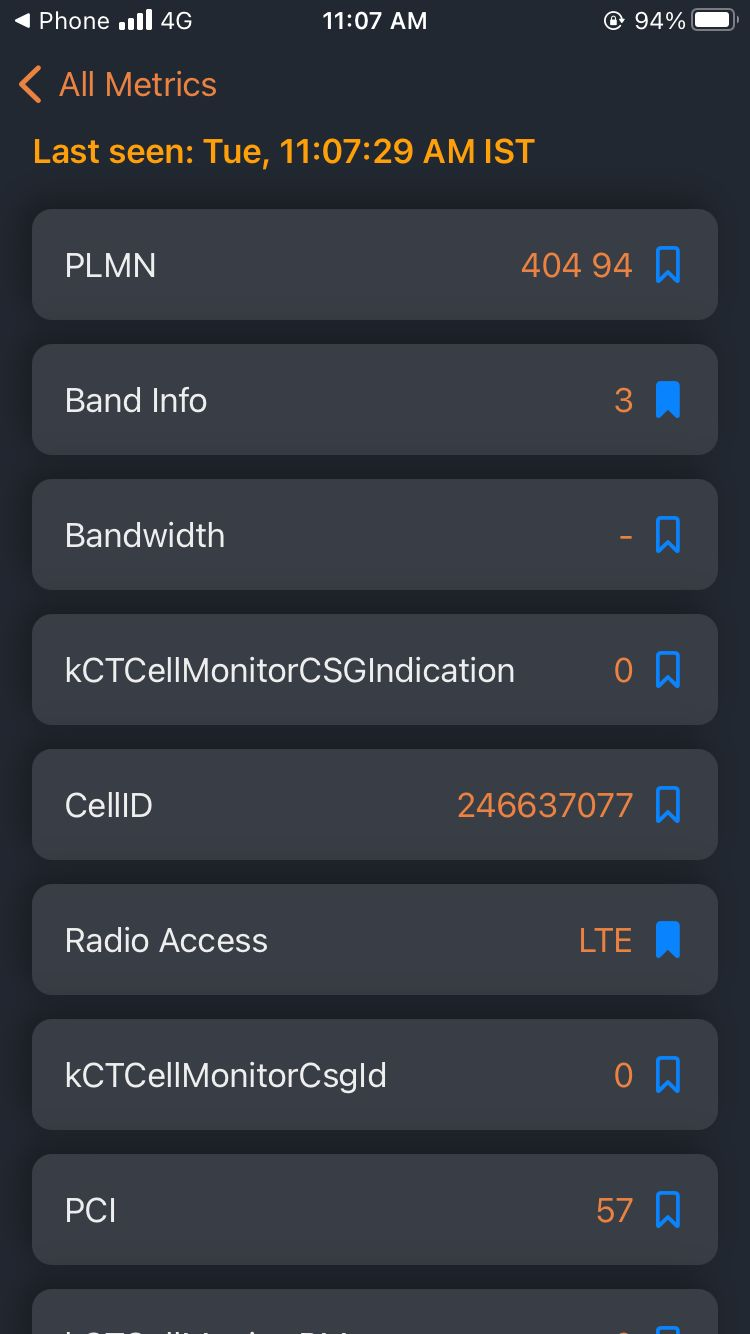 Phone 4G 11:07 AM 94%
All Metrics
Last seen: Tue, 11:07:29 AM IST
PLMN 404 94
Band Info 3
Bandwidth -
kCTCellMonitorCSGIndication 0
CellID 246637077
Radio Access LTE
kCTCellMonitorCsgId 0
PCI 57